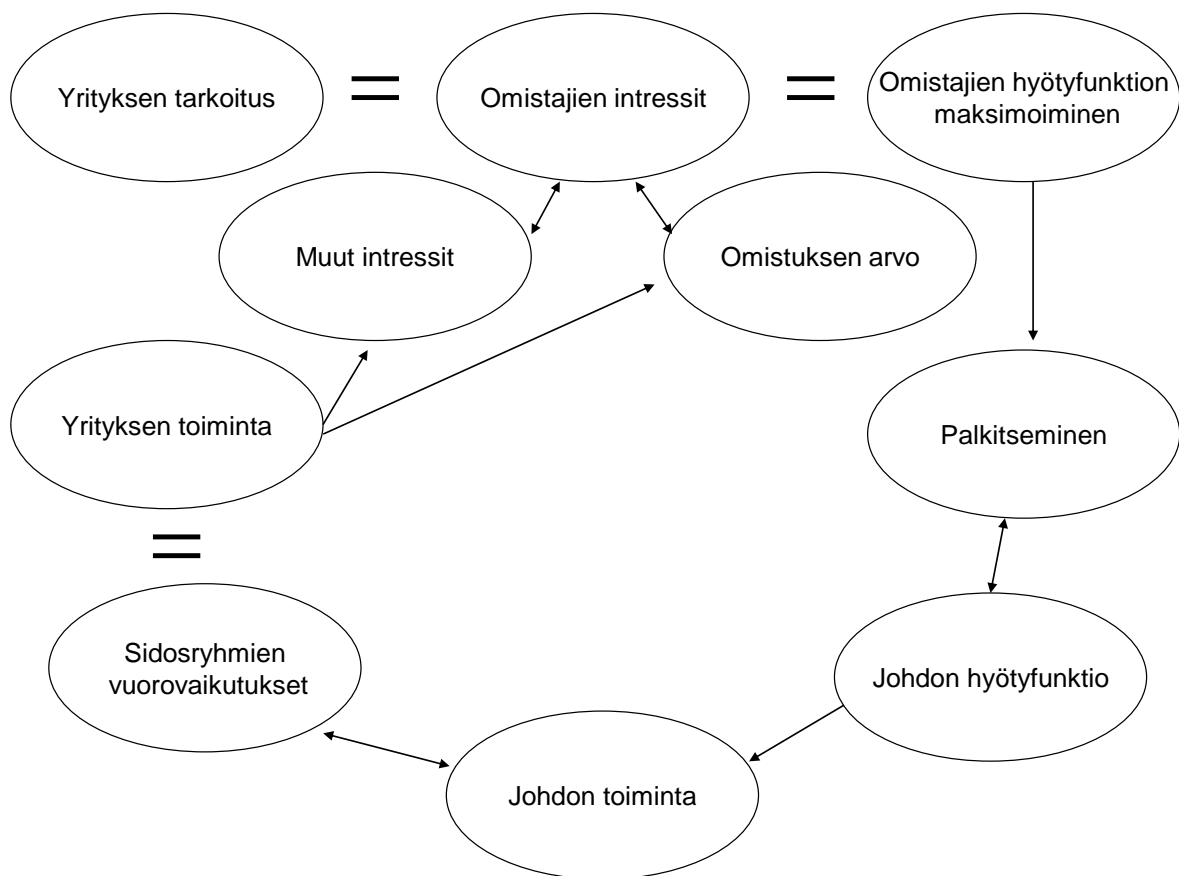 Yrityksen tarkoitus
=
Omistajien intressit
=
Omistajien hyötyfunktion
maksimoiminen
Muut intressit
Omistuksen arvo
Yrityksen toiminta
Palkitseminen
=
Sidosryhmien
vuorovaikutukset
Johdon hyötyfunktio
Johdon toiminta